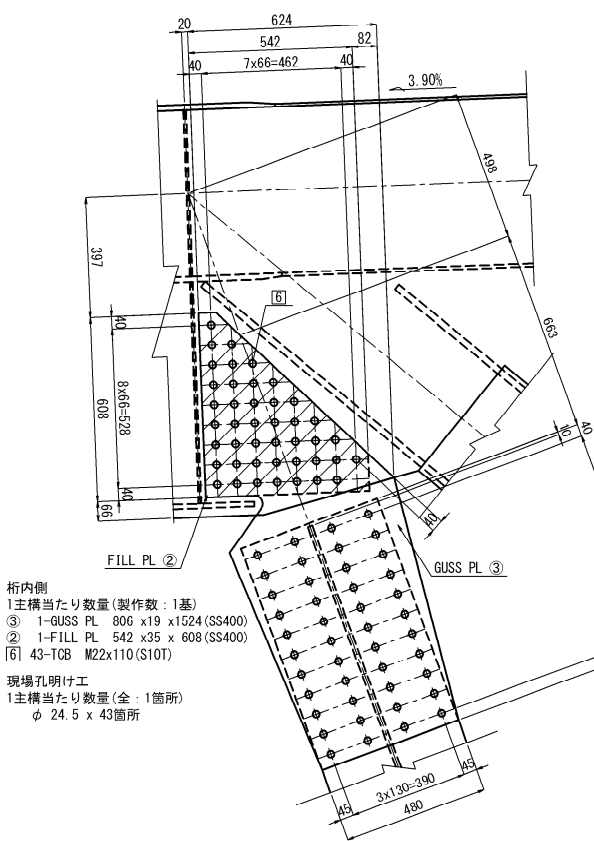 624
20
542
82
40
7x66=462
40
3.90%
498
397
6
663
40
608
8x66=528
40
10
40
66
40
FILL PL ②
GUSS PL ③
桁内側
1主構当たり数量(製作数：1基)
③ 1-GUSS PL 806 x19 x1524(SS400)
② 1-FILL PL 542 x35 x 608(SS400)
6 43-TCB M22x110(S10T)
現場孔明け工
1主構当たり数量(全：1箇所)
φ 24.5 x 43箇所
45
3x130=390
45
480